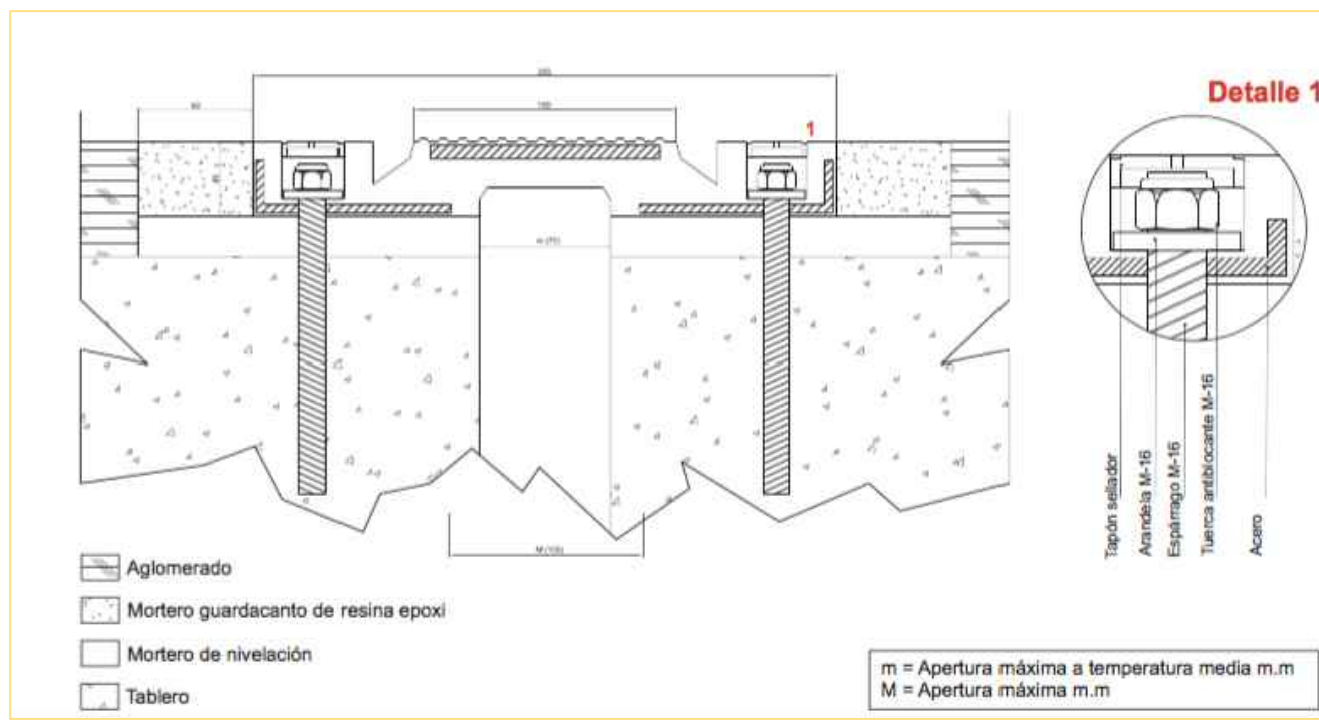 Detalle 1
1
Tapón sellador
Arandela M-16
Espárrago M-16
Tuerca antiblocante M-16
Acero
Aglomerado
Mortero guardacanto de resina epoxi
Mortero de nivelación
Tablero
m = Apertura máxima a temperatura media m.m
M = Apertura máxima m.m